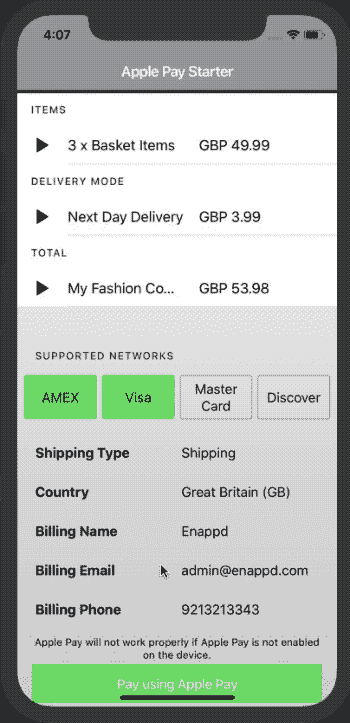 4:07
Apple Pay Starter
ITEMS
3 x Basket Items GBP 49.99
DELIVERY MODE
Next Day Delivery GBP 3.99
TOTAL
My Fashion Co... GBP 53.98
SUPPORTED NETWORKS
AMEX Visa Master Card Discover
Shipping Type Shipping
Country Great Britain (GB)
Billing Name Enappd
Billing Email admin@enappd.com
Billing Phone 9213213343
Apple Pay will not work properly if Apple Pay is not enabled
on the device.
Pay using Apple Pay